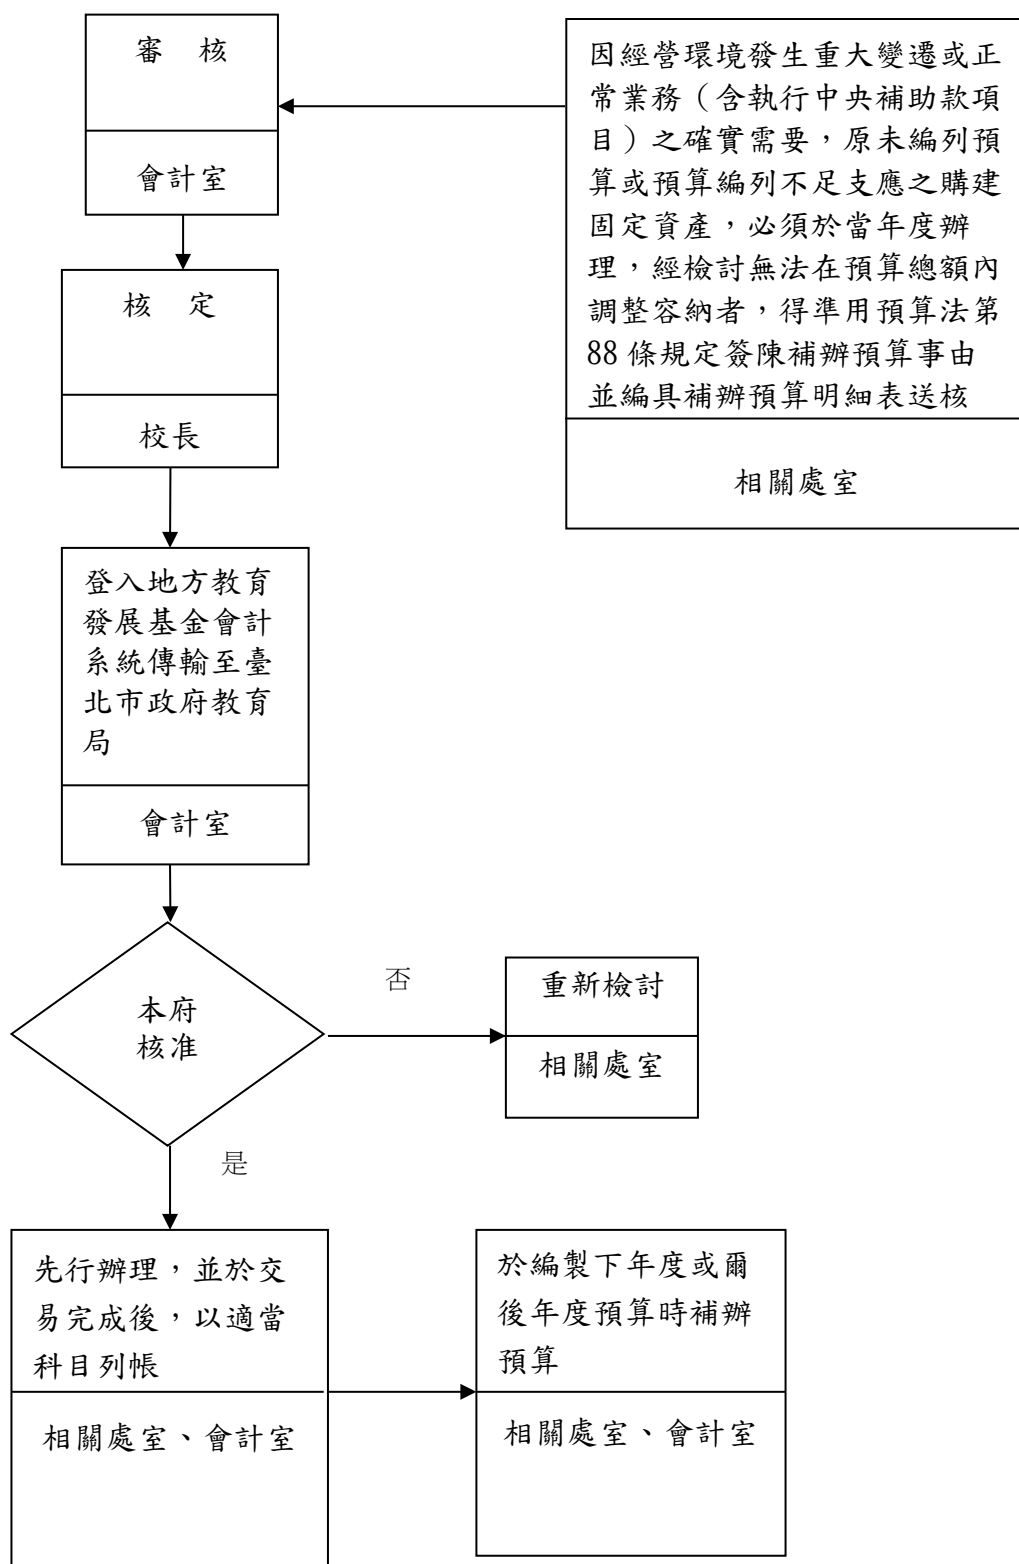 審　核
會計室
因經營環境發生重大變遷或正
常業務（含執行中央補助款項
目）之確實需要，原未編列預
算或預算編列不足支應之購建
固定資產，必須於當年度辦
理，經檢討無法在預算總額內
調整容納者，得準用預算法第
88 條規定簽陳補辦預算事由
並編具補辦預算明細表送核
相關處室
核　定
校長
登入地方教育
發展基金會計
系統傳輸至臺
北市政府教育
局
會計室
本府
核准
否
重新檢討
相關處室
是
先行辦理，並於交
易完成後，以適當
科目列帳
相關處室、會計室
於編製下年度或爾
後年度預算時補辦
預算
相關處室、會計室